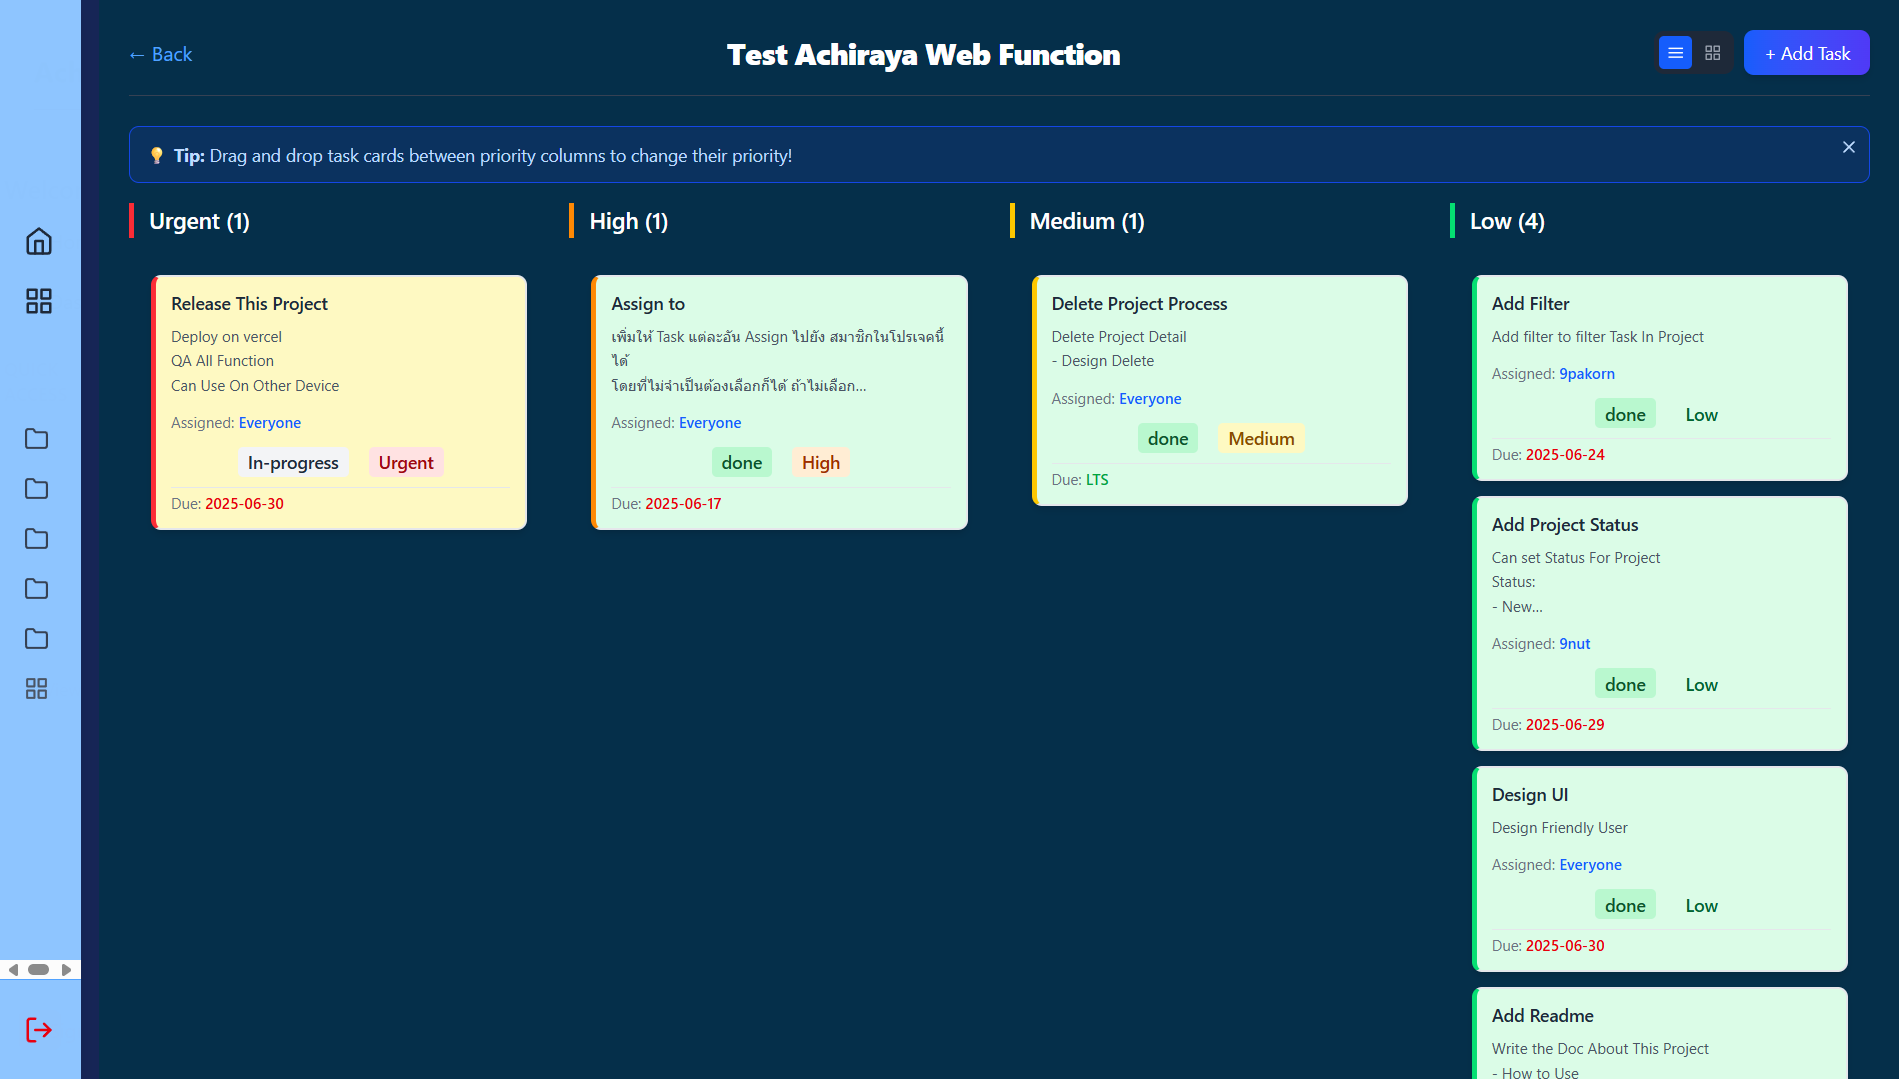 ← Back
Test Achiraya Web Function
+ Add Task
Tip: Drag and drop task cards between priority columns to change their priority!
Urgent (1)
Release This Project
Deploy on vercel
QA All Function
Can Use On Other Device
Assigned: Everyone
In-progress Urgent
Due: 2025-06-30
High (1)
Assign to
เพิ่มให้ Task แต่ละอัน Assign ไปยัง สมาชิกในโปรเจคนี้
ได้
โดยที่ไม่จำเป็นต้องเลือกก็ได้ ถ้าไม่เลือก...
Assigned: Everyone
done High
Due: 2025-06-17
Medium (1)
Delete Project Process
Delete Project Detail
- Design Delete
Assigned: Everyone
done Medium
Due: LTS
Low (4)
Add Filter
Add filter to filter Task In Project
Assigned: 9pakorn
done Low
Due: 2025-06-24
Add Project Status
Can set Status For Project
Status:
- New...
Assigned: 9nut
done Low
Due: 2025-06-29
Design UI
Design Friendly User
Assigned: Everyone
done Low
Due: 2025-06-30
Add Readme
Write the Doc About This Project
- How to Use